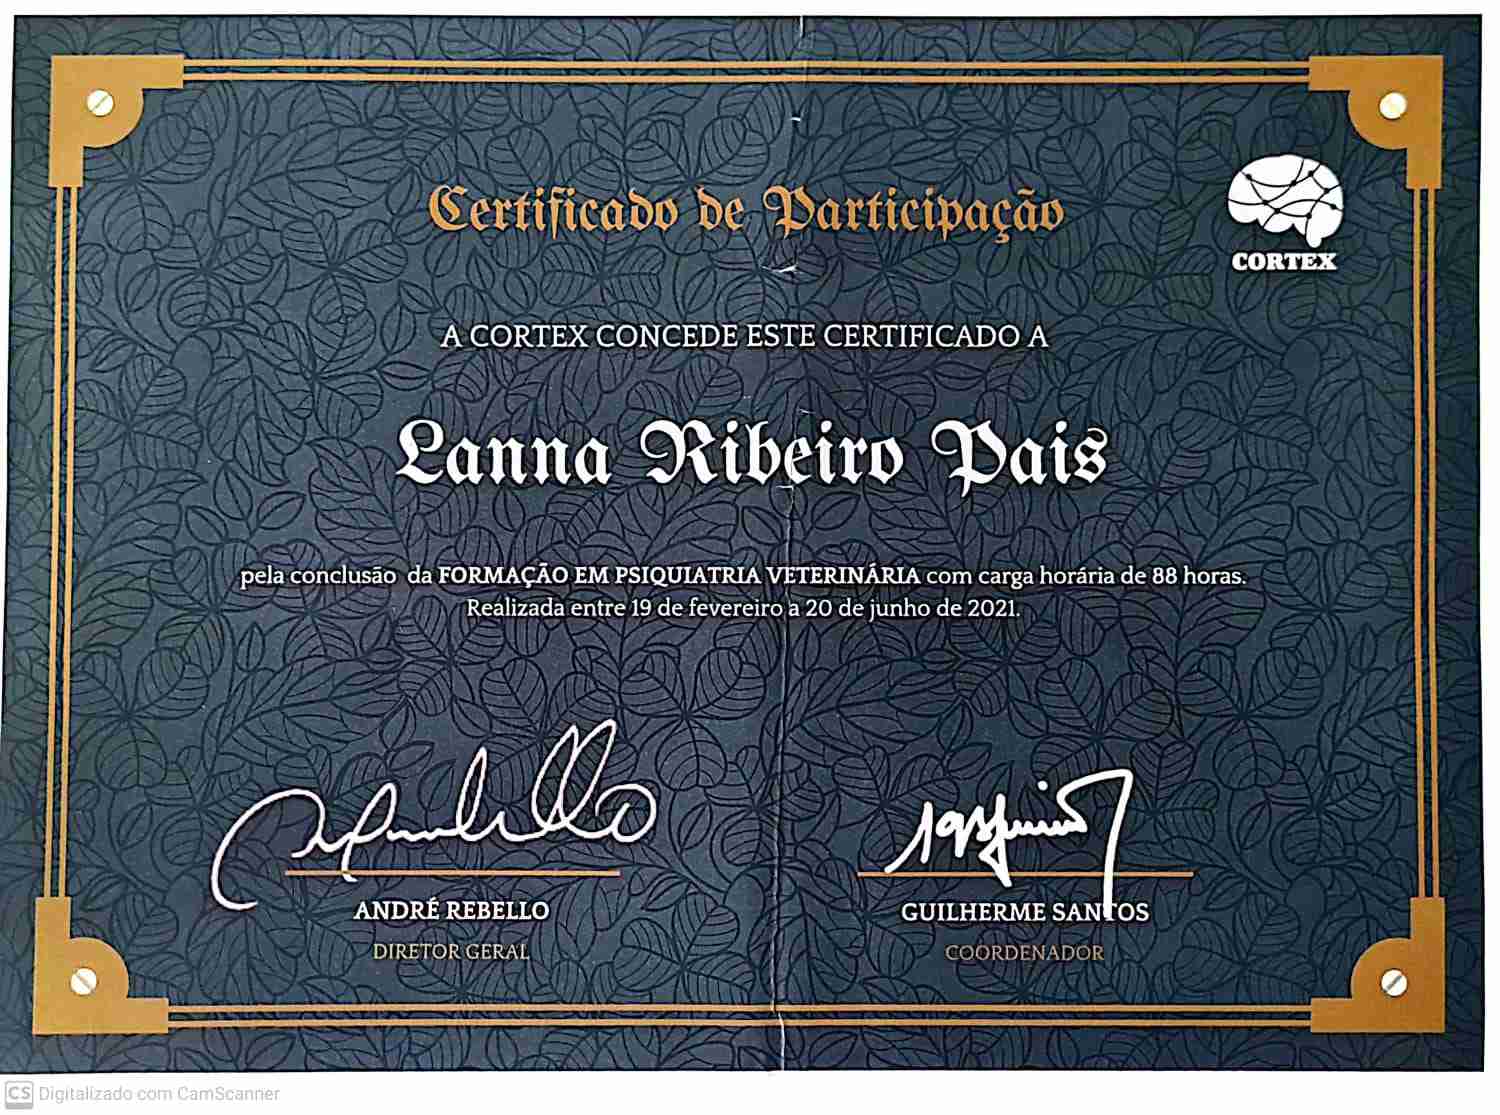 Certificado de Participação
CORTEX
A CORTEX CONCEDE ESTE CERTIFICADO A
Lanna Ribeiro Pais
pela conclusão da FORMAÇÃO EM PSIQUIATRIA VETERINÁRIA com carga horária de 88 horas.
Realizada entre 19 de fevereiro a 20 de junho de 2021.
ANDRÉ REBELLO
DIRETOR GERAL
GUILHERME SANTOS
COORDENADOR
CS Digitalizado com CamScanner